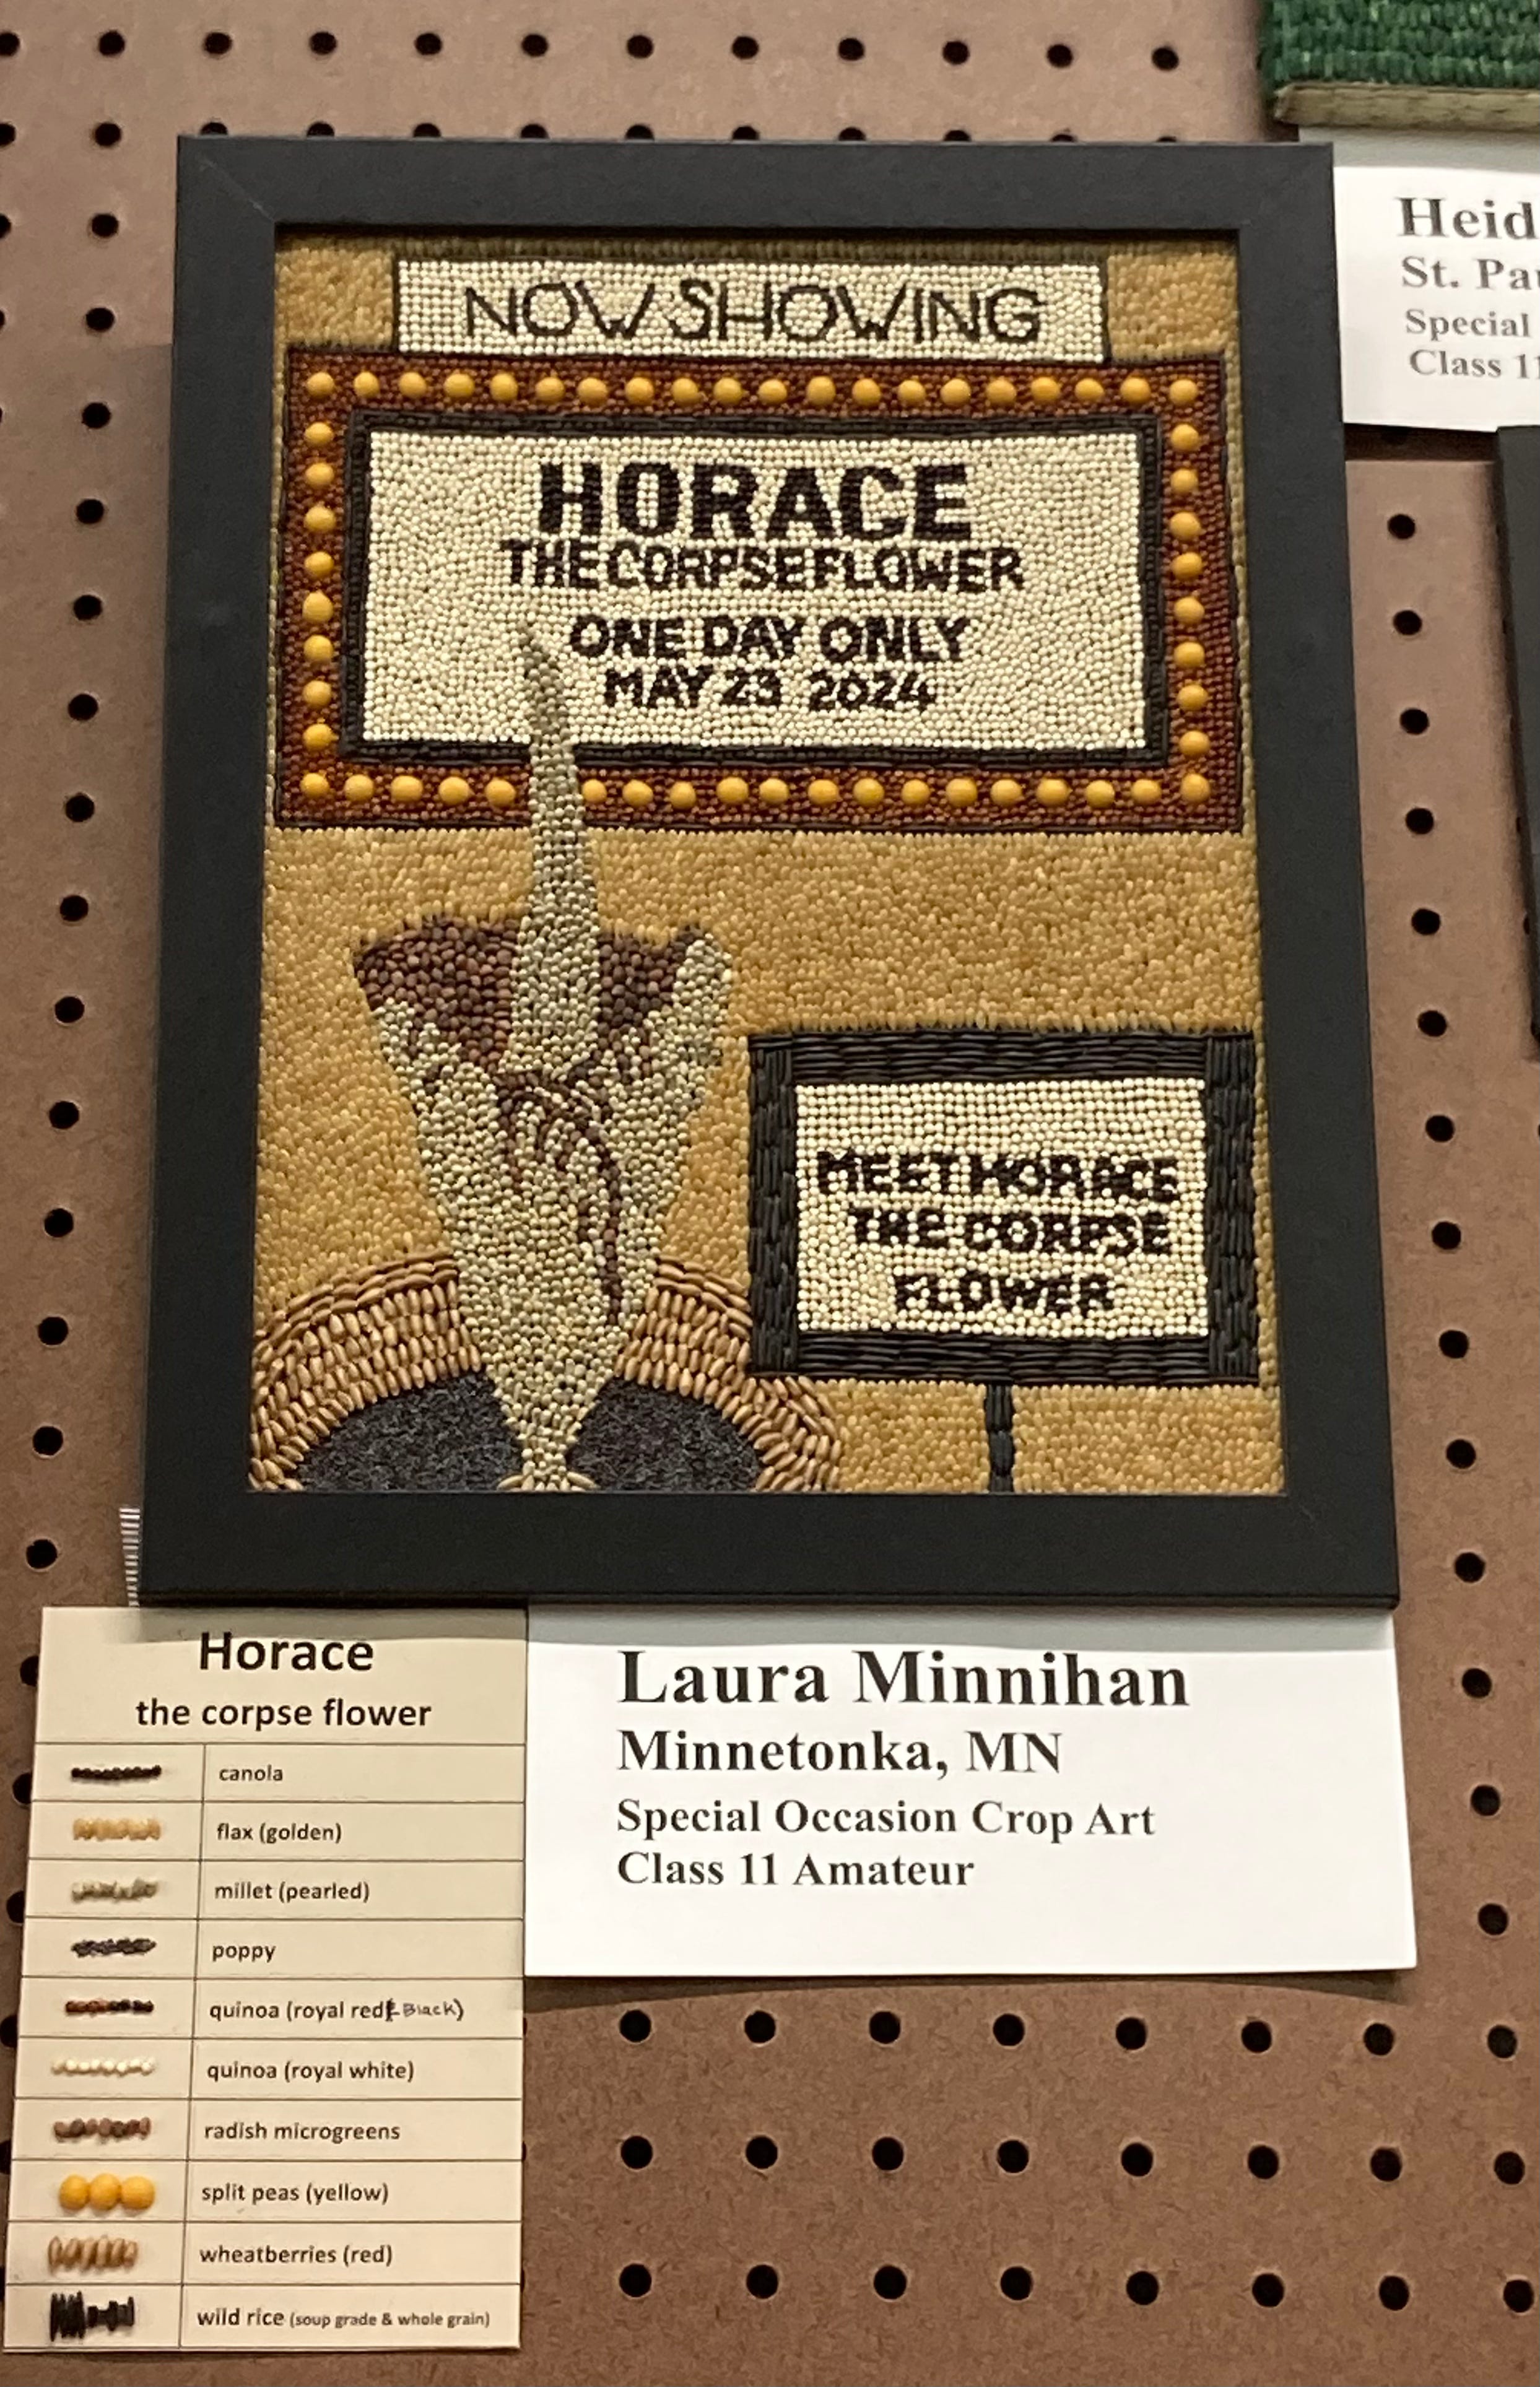 NOW SHOWING
HORACE
THE CORPSE FLOWER
ONE DAY ONLY
MAY 23 2024
MEET HORACE
THE CORPSE
FLOWER
Horace
the corpse flower
canola
flax (golden)
millet (pearled)
poppy
quinoa (royal red & Black)
quinoa (royal white)
radish microgreens
split peas (yellow)
wheatberries (red)
wild rice (soup grade & whole grain)
Laura Minnihan
Minnetonka, MN
Special Occasion Crop Art
Class 11 Amateur
Heid
St. Pau
Special
Class 11